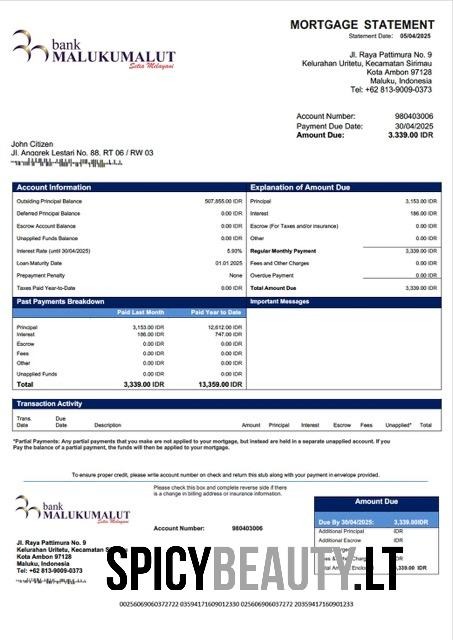 MORTGAGE STATEMENT
Statement Date: 05/04/2025
bank
MALUKUMALUT
Setia Melayani
Jl. Raya Pattimura No. 9
Kelurahan Uritetu, Kecamatan Sirimau
Kota Ambon 97128
Maluku, Indonesia
Tel: +62 813-9009-0373
Account Number: 980403006
Payment Due Date: 30/04/2025
Amount Due: 3.339.00 IDR
John Citizen
Jl. Anggrek Lestari No. 88, RT 06 / RW 03
Account Information
Outsiding Principal Balance 507,855.00 IDR
Deferred Principal Balance 0.00 IDR
Escrow Account Balance 0.00 IDR
Unapplied Funds Balance 0.00 IDR
Interest Rate (until 30/04/2025) 5.93%
Loan Maturity Date 01.01 2025
Prepayment Penalty None
Taxes Paid Year-to-Date 0.00 IDR
Explanation of Amount Due
Principal 3,153.00 IDR
Interest 186.00 IDR
Escrow (For Taxes and/or insurance) 0.00 IDR
Other 0.00 IDR
Regular Monthly Payment 3,339.00 IDR
Fees and Other Charges 0.00 IDR
Overdue Payment 0.00 IDR
Total Amount Due 3,339.00 IDR
Past Payments Breakdown
Paid Last Month Paid Year to Date
Principal 3,153.00 IDR 12,612.00 IDR
Interest 186.00 IDR 747.00 IDR
Escrow 0.00 IDR 0.00 IDR
Fees 0.00 IDR 0.00 IDR
Other 0.00 IDR 0.00 IDR
Unapplied Funds 0.00 IDR 0.00 IDR
Total 3,339.00 IDR 13,359.00 IDR
Important Messages
Transaction Activity
Trans. Date Due Date Description Amount Principal Interest Escrow Fees Unapplied* Total
*Partial Payments: Any partial payments that you make are not applied to your mortgage, but instead are held in a separate unapplied account. If you
Pay the balance of a partial payment, the funds will then be applied to your mortgage.
To ensure proper credit, please write account number on check and return this stub along with your payment in envelope provided.
Please check this box and complete reverse side if there
is a change in billing address or insurance information.
bank
MALUKUMALUT
Setia Melayani
Account Number: 980403006
Jl. Raya Pattimura No. 9
Kelurahan Uritetu, Kecamatan
Kota Ambon 97128
Maluku, Indonesia
Tel: +62 813-9009-0373
Amount Due
Due By 30/04/2025: 3,339.00IDR
Additional Principal IDR
Additional Escrow IDR
SPICYBEAUTY.LT
00256069060372722 03594171609012330 02560606937272 0359417160901233